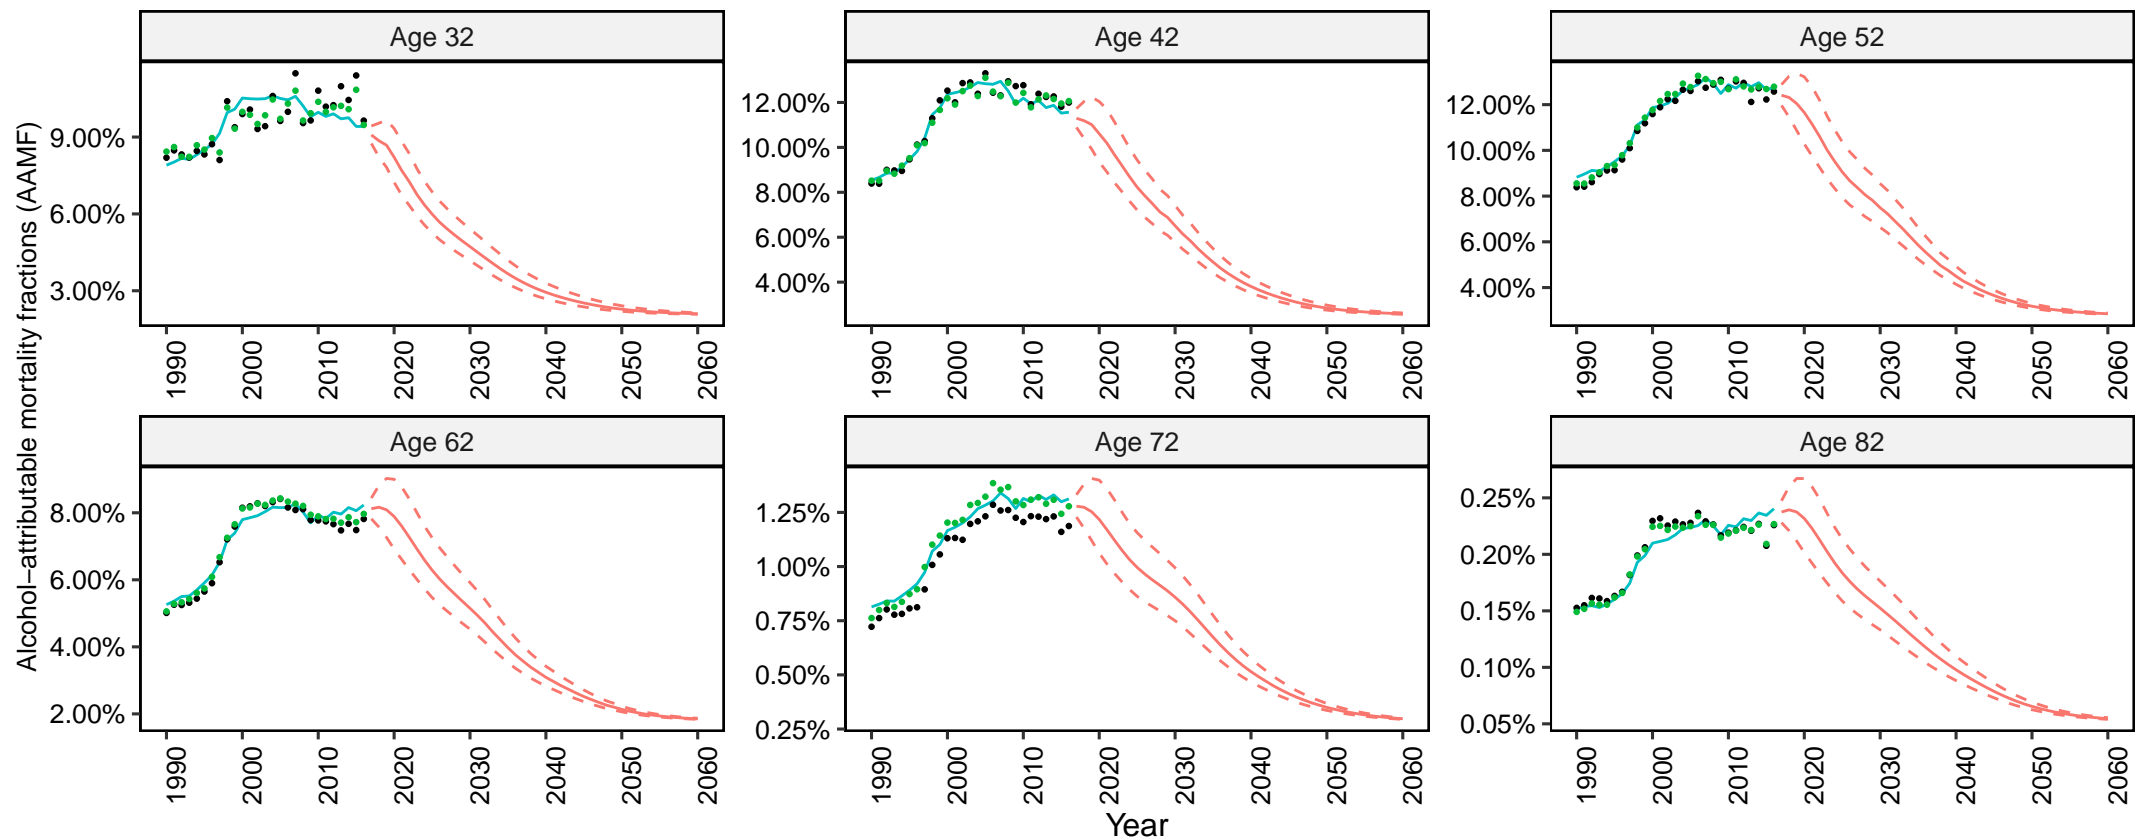 Alcohol−attributable mortality fractions (AAMF)
Age 32
9.00%
6.00%
3.00%
1990 2000 2010 2020 2030 2040 2050 2060
Age 42
12.00%
10.00%
8.00%
6.00%
4.00%
1990 2000 2010 2020 2030 2040 2050 2060
Age 52
12.00%
10.00%
8.00%
6.00%
4.00%
1990 2000 2010 2020 2030 2040 2050 2060
Age 62
8.00%
6.00%
4.00%
2.00%
1990 2000 2010 2020 2030 2040 2050 2060
Age 72
1.25%
1.00%
0.75%
0.50%
0.25%
1990 2000 2010 2020 2030 2040 2050 2060
Age 82
0.25%
0.20%
0.15%
0.10%
0.05%
1990 2000 2010 2020 2030 2040 2050 2060
Year